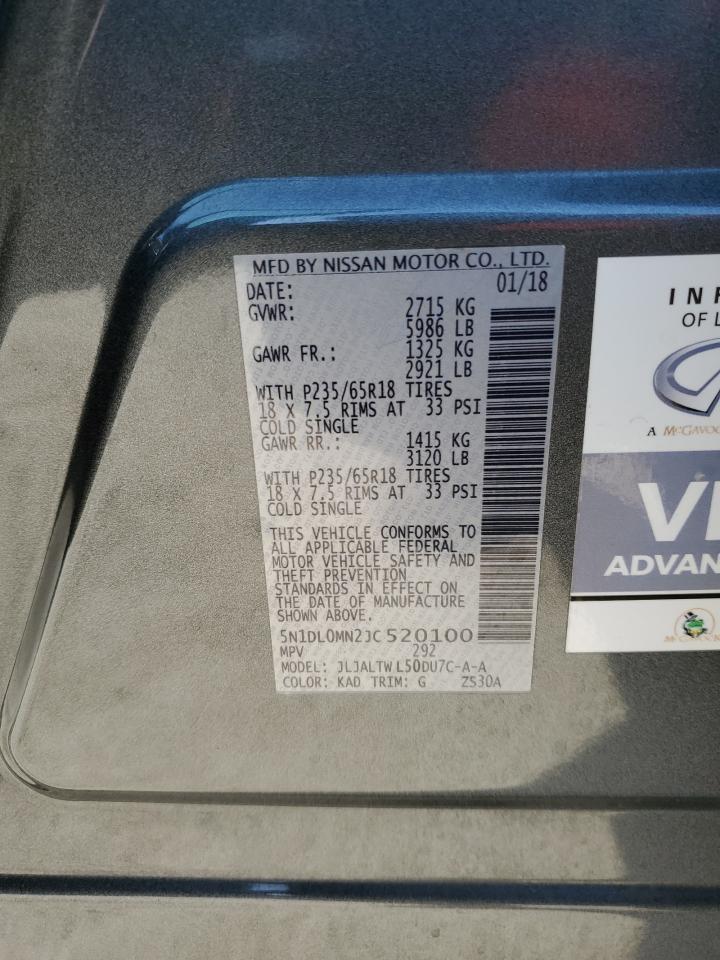 MFD BY NISSAN MOTOR CO., LTD.
DATE: 01/18
GVWR: 2715 KG
5986 LB
GAWR FR.: 1325 KG
2921 LB
WITH P235/65R18 TIRES
18 X 7.5 RIMS AT 33 PSI
COLD SINGLE
GAWR RR.: 1415 KG
3120 LB
WITH P235/65R18 TIRES
18 X 7.5 RIMS AT 33 PSI
COLD SINGLE
THIS VEHICLE CONFORMS TO
ALL APPLICABLE FEDERAL
MOTOR VEHICLE SAFETY AND
THEFT PREVENTION
STANDARDS IN EFFECT ON
THE DATE OF MANUFACTURE
SHOWN ABOVE.
5N1DL0MN2JC520100
MPV 292
MODEL: JLJALTW L50DU7C-A-A
COLOR: KAD TRIM: G ZS30A
INF
OF L
A McGAVOC
VI
ADVAN